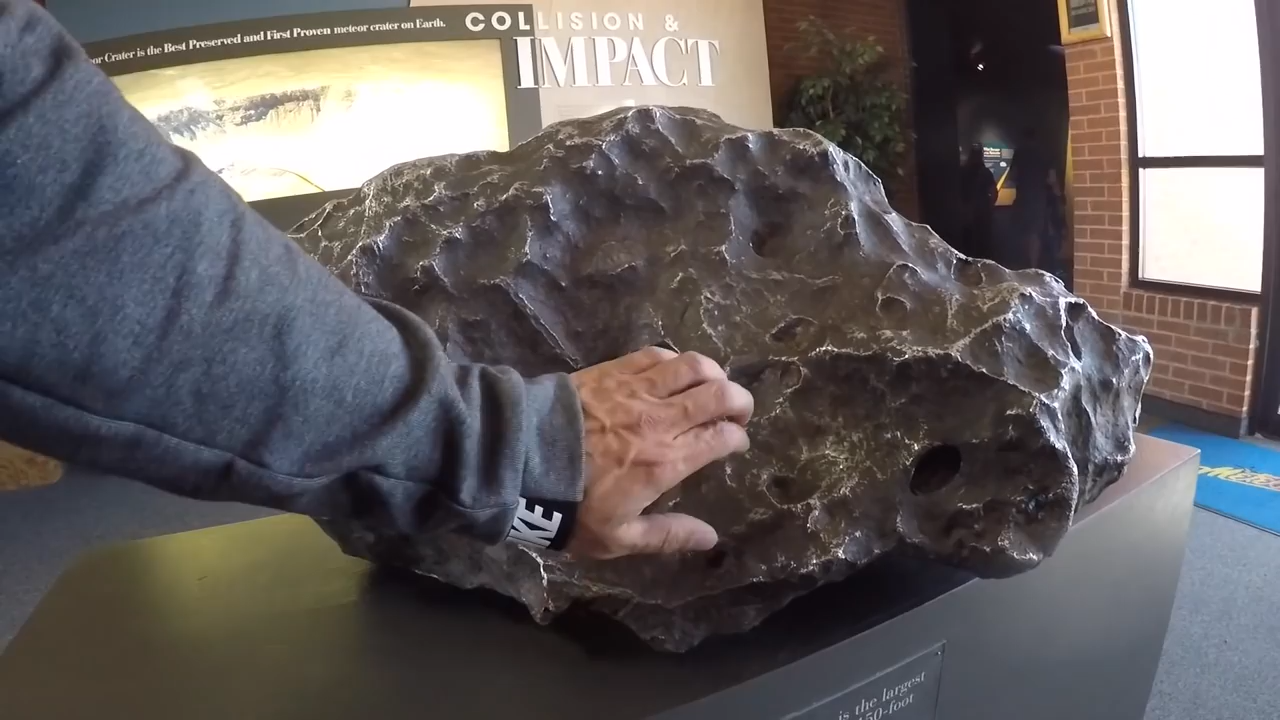 or Crater is the Best Preserved and First Proven meteor crater on Earth.
COLLISION &
IMPACT
KE
is the largest
150-foot